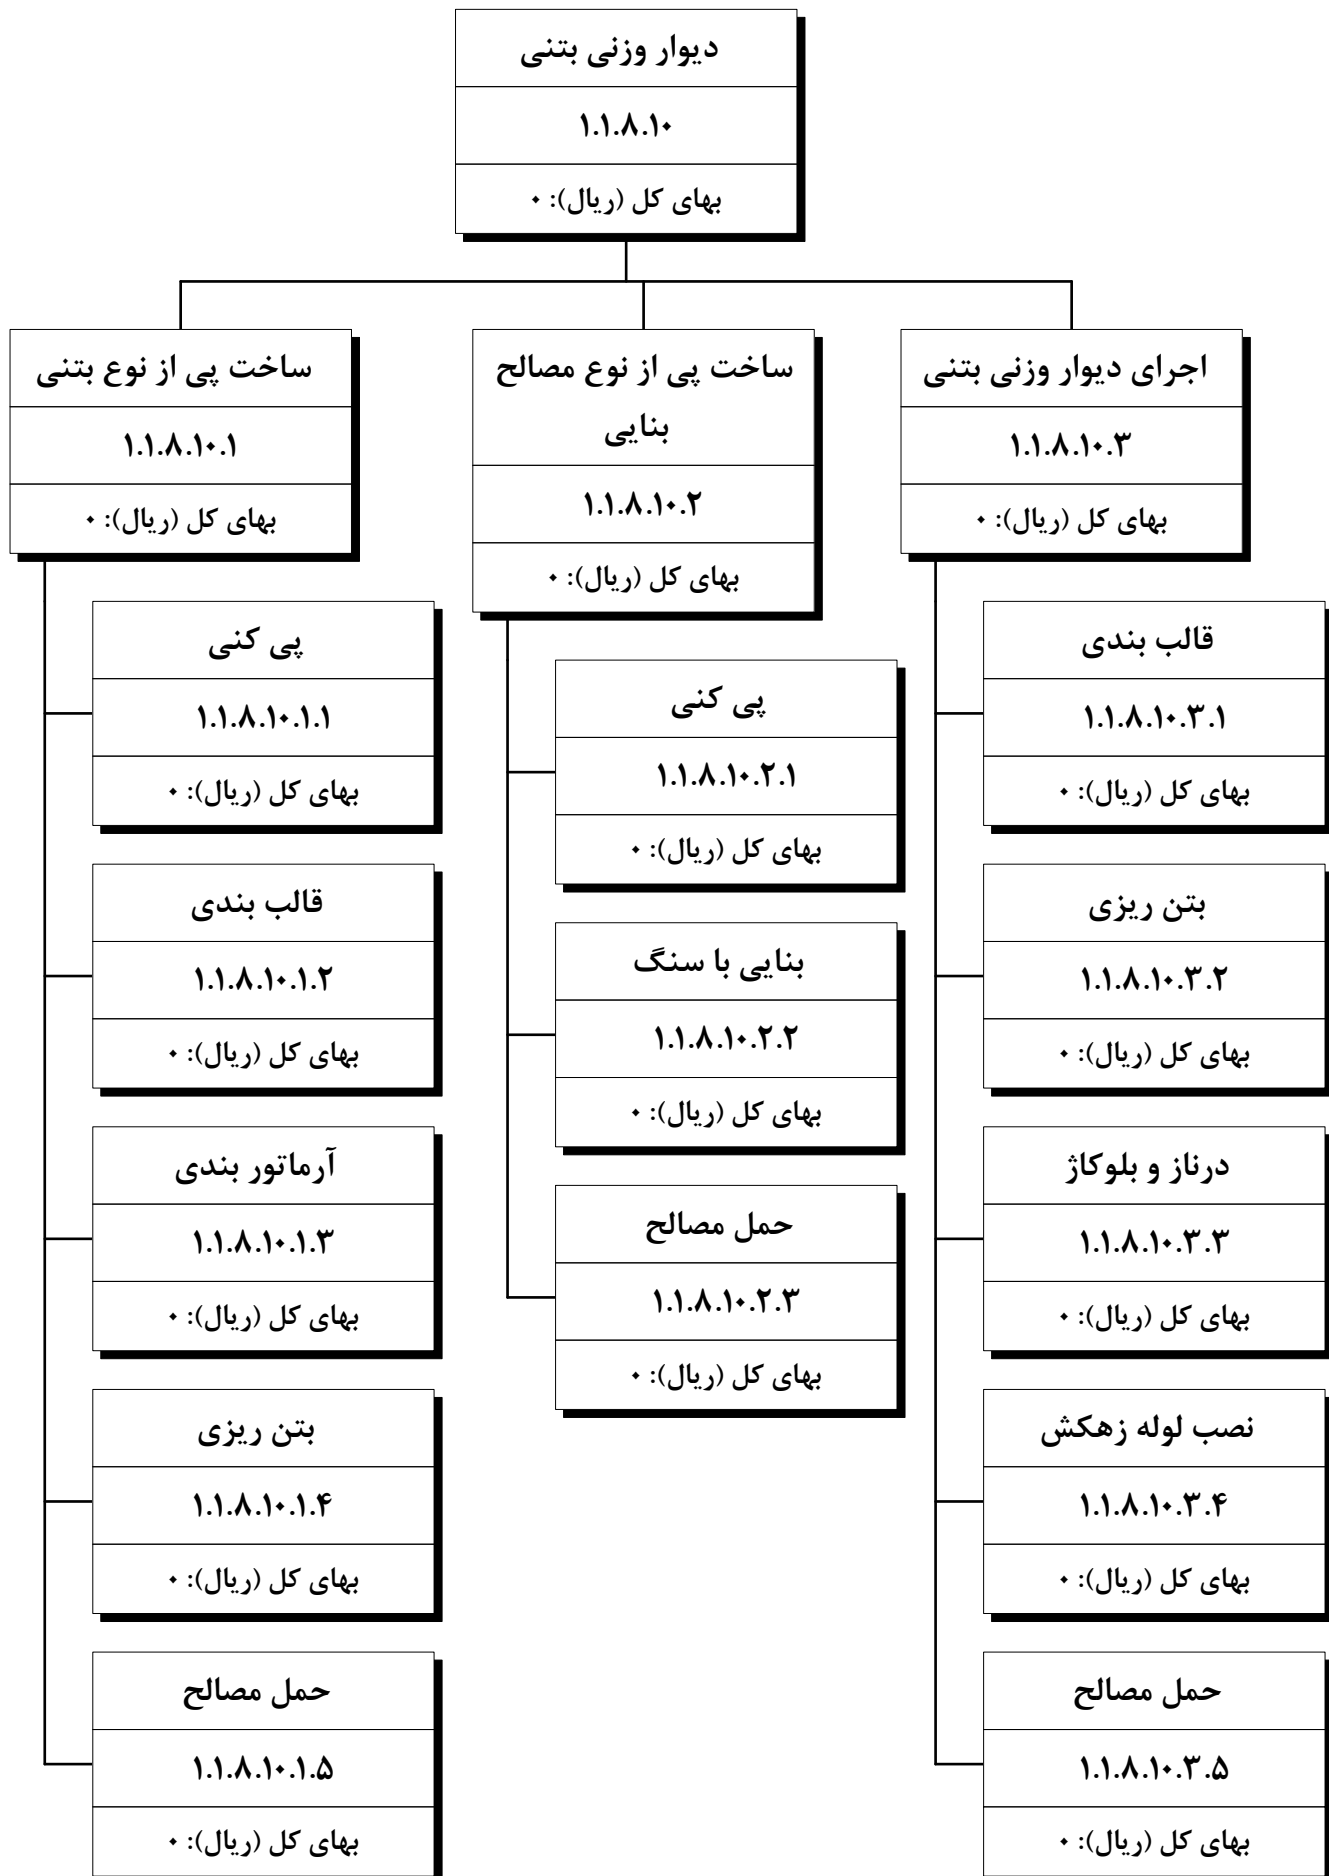 دیوار وزنی بتنی
۱.۱.۸.۱۰
بهای کل (ریال): ۰
ساخت پی از نوع بتنی
۱.۱.۸.۱۰.۱
بهای کل (ریال): ۰
پی کنی
۱.۱.۸.۱۰.۱.۱
بهای کل (ریال): ۰
قالب بندی
۱.۱.۸.۱۰.۱.۲
بهای کل (ریال): ۰
آرماتور بندی
۱.۱.۸.۱۰.۱.۳
بهای کل (ریال): ۰
بتن ریزی
۱.۱.۸.۱۰.۱.۴
بهای کل (ریال): ۰
حمل مصالح
۱.۱.۸.۱۰.۱.۵
بهای کل (ریال): ۰
ساخت پی از نوع مصالح
بنایی
۱.۱.۸.۱۰.۲
بهای کل (ریال): ۰
پی کنی
۱.۱.۸.۱۰.۲.۱
بهای کل (ریال): ۰
بنایی با سنگ
۱.۱.۸.۱۰.۲.۲
بهای کل (ریال): ۰
حمل مصالح
۱.۱.۸.۱۰.۲.۳
بهای کل (ریال): ۰
اجرای دیوار وزنی بتنی
۱.۱.۸.۱۰.۳
بهای کل (ریال): ۰
قالب بندی
۱.۱.۸.۱۰.۳.۱
بهای کل (ریال): ۰
بتن ریزی
۱.۱.۸.۱۰.۳.۲
بهای کل (ریال): ۰
درناز و بلوکاژ
۱.۱.۸.۱۰.۳.۳
بهای کل (ریال): ۰
نصب لوله زهکش
۱.۱.۸.۱۰.۳.۴
بهای کل (ریال): ۰
حمل مصالح
۱.۱.۸.۱۰.۳.۵
بهای کل (ریال): ۰